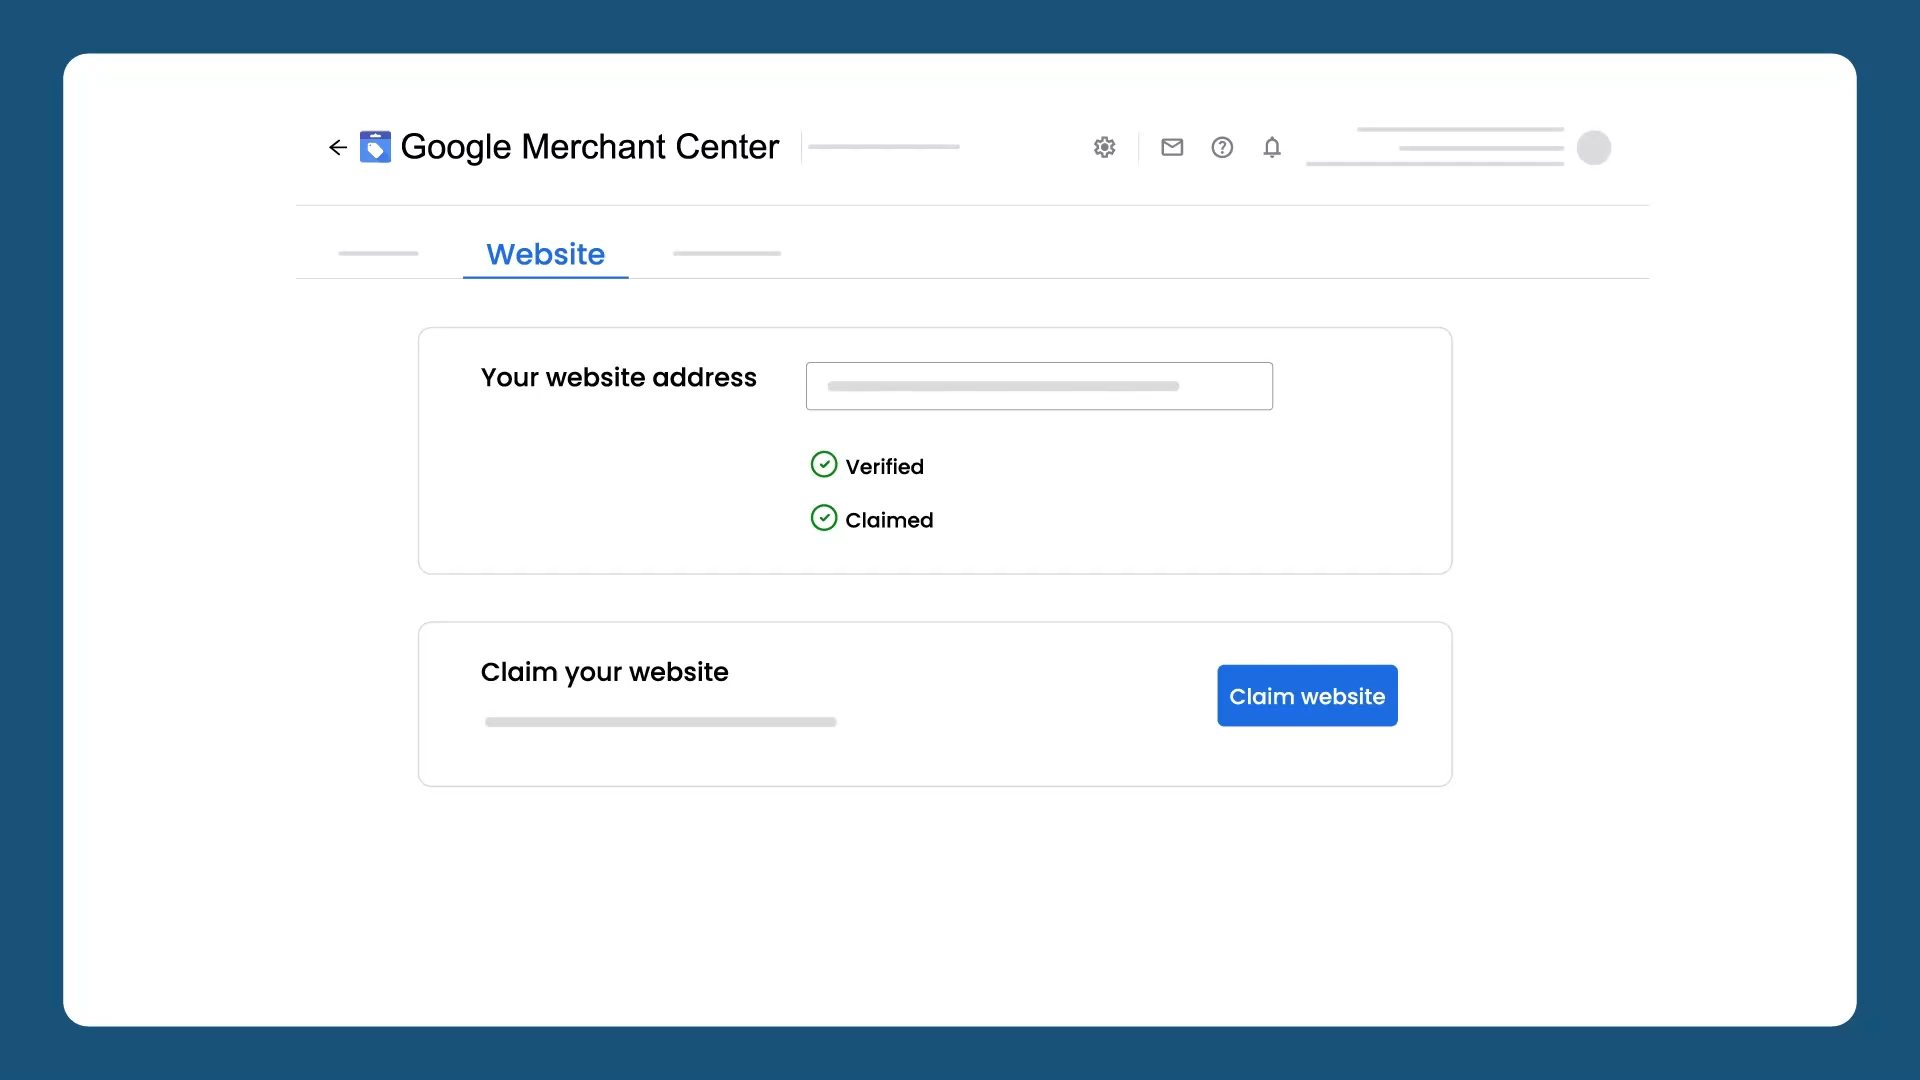 Google Merchant Center
Website
Your website address
Verified
Claimed
Claim your website
Claim website